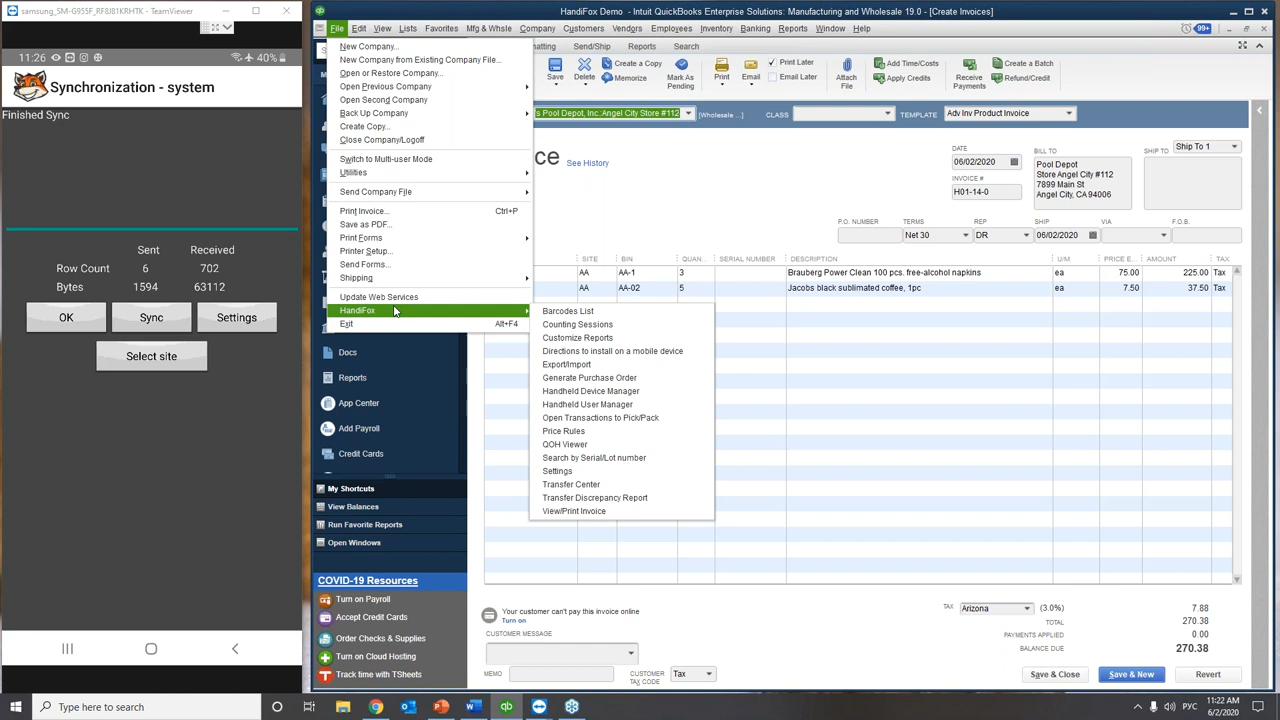 samsung_SM-G955F_RF8J81KRHTK - TeamViewer
11:26
40%
Synchronization - system
Finished Sync
Sent Received
Row Count 6 702
Bytes 1594 63112
OK Sync Settings
Select site
HandiFox Demo - Intuit QuickBooks Enterprise Solutions: Manufacturing and Wholesale 19.0 - [Create Invoices]
File Edit View Lists Favorites Mfg & Whole Company Customers Vendors Employees Inventory Banking Reports Window Help
99+
New Company...
New Company from Existing Company File...
Open or Restore Company...
Open Previous Company
Open Second Company
Back Up Company
Create Copy...
Close Company/Logoff
Switch to Multi-user Mode
Utilities
Send Company File
Print Invoice... Ctrl+P
Save as PDF...
Print Forms
Printer Setup...
Send Forms...
Shipping
Update Web Services
HandiFox
Exit Alt+F4
Barcodes List
Counting Sessions
Customize Reports
Directions to install on a mobile device
Export/Import
Generate Purchase Order
Handheld Device Manager
Handheld User Manager
Open Transactions to Pick/Pack
Price Rules
QOH Viewer
Search by Serial/Lot number
Settings
Transfer Center
Transfer Discrepancy Report
View/Print Invoice
Docs
Reports
App Center
Add Payroll
Credit Cards
My Shortcuts
View Balances
Run Favorite Reports
Open Windows
COVID-19 Resources
Turn on Payroll
Accept Credit Cards
Order Checks & Supplies
Turn on Cloud Hosting
Track time with TSheets
matting Send/Ship Reports Search
Save Delete Create a Copy Memorize Mark As Pending Print Email Print Later Email Later Attach File Add Time/Costs Apply Credits Receive Payments Create a Batch Refund/Credit
s Pool Depot, Inc.:Angel City Store #112 [Wholesale ...] CLASS TEMPLATE Adv Inv Product Invoice
ce See History
DATE
06/02/2020
INVOICE #
H01-14-0
BILL TO
Pool Depot
Store Angel City #112
7899 Main St
Angel City, CA 94006
SHIP TO Ship To 1
P.O. NUMBER TERMS REP SHIP VIA F.O.B.
Net 30 DR 06/02/2020
SITE BIN QUAN... SERIAL NUMBER DESCRIPTION U/M PRICE E... AMOUNT TAX
AA AA-1 3 Brauberg Power Clean 100 pcs. free-alcohol napkins ea 75.00 225.00 Tax
AA AA-02 5 Jacobs black sublimated coffee, 1pc ea 7.50 37.50 Tax
Your customer can't pay this invoice online
Turn on
CUSTOMER MESSAGE
MEMO CUSTOMER TAX CODE Tax
TAX Arizona (3.0%) 7.88
TOTAL 270.38
PAYMENTS APPLIED 0.00
BALANCE DUE 270.38
Save & Close Save & New Revert
Type here to search
РУС
11:22 AM
6/2/2020